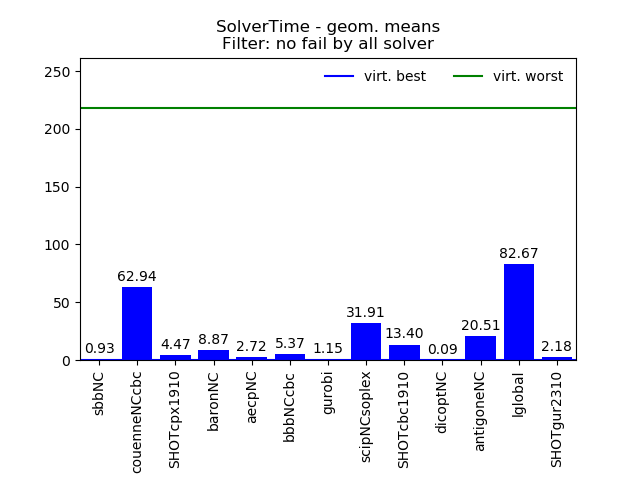 SolverTime - geom. means
Filter: no fail by all solver
virt. best
virt. worst
250
200
150
100
50
0
0.93
62.94
4.47
8.87
2.72
5.37
1.15
31.91
13.40
0.09
20.51
82.67
2.18
sbbNC
couenneNCcbc
SHOTcpx1910
baronNC
aecpNC
bbbNCcbc
gurobi
scipNCsoplex
SHOTcbc1910
dicoptNC
antigoneNC
lglobal
SHOTgur2310